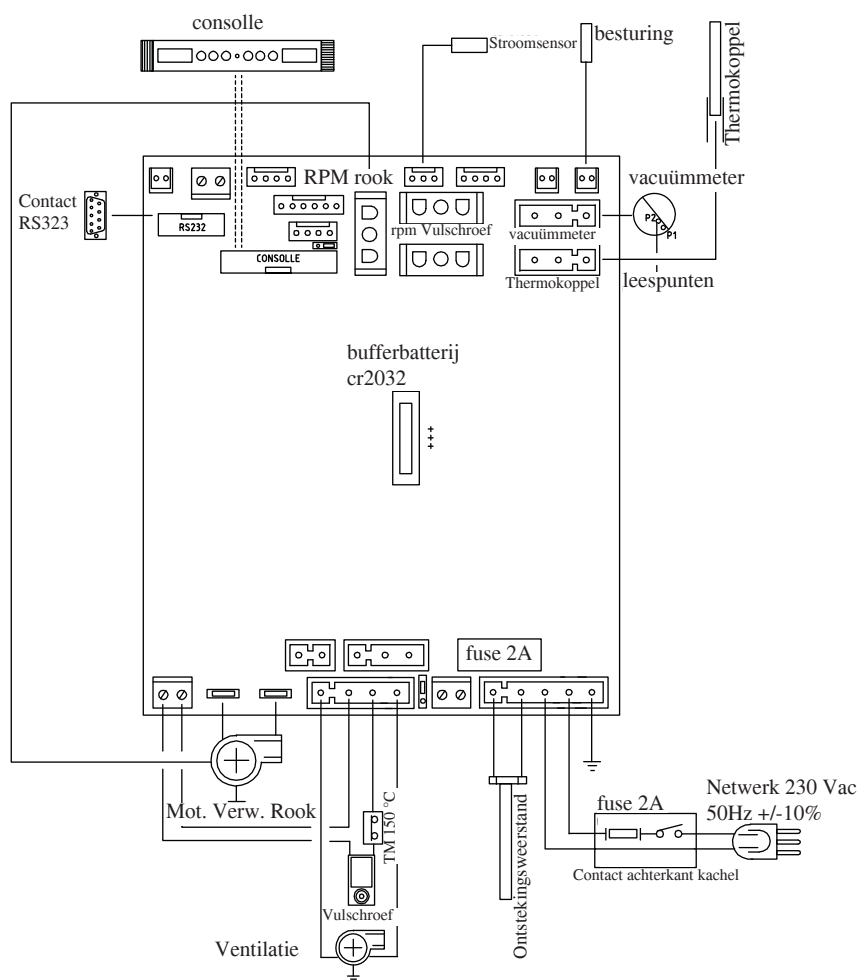 consolle
Stroomsensor
besturing
Thermokoppel
Contact
RS323
RS232
RPM rook
rpm Vulschroef
vacuümmeter
vacuümmeter
P2
P1
CONSOLLE
Thermokoppel
leespunten
bufferbatterij
cr2032
+++
fuse 2A
Mot. Verw. Rook
TM 150 °C
Vulschroef
Ventilatie
Ontstekingsweerstand
fuse 2A
Contact achterkant kachel
Netwerk 230 Vac
50Hz +/-10%